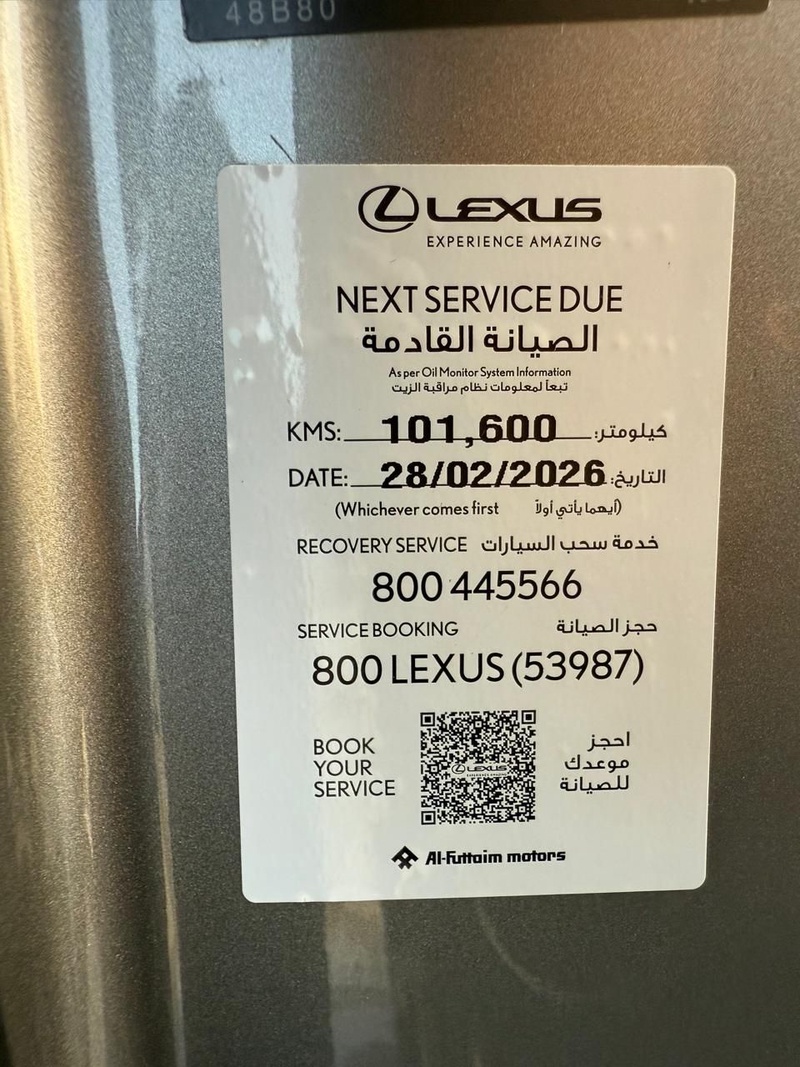 48B80
LEXUS
EXPERIENCE AMAZING
NEXT SERVICE DUE
الصيانة القادمة
As per Oil Monitor System Information
تبعاً لمعلومات نظام مراقبة الزيت
KMS: 101,600 كيلومتر:
DATE: 28/02/2026 التاريخ:
(Whichever comes first أيهما يأتي أولاً)
RECOVERY SERVICE خدمة سحب السيارات
800 445566
SERVICE BOOKING حجز الصيانة
800 LEXUS (53987)
BOOK احجز
YOUR موعدك
SERVICE للصيانة
LEXUS
EXPERIENCE AMAZING
Al-Futtaim motors